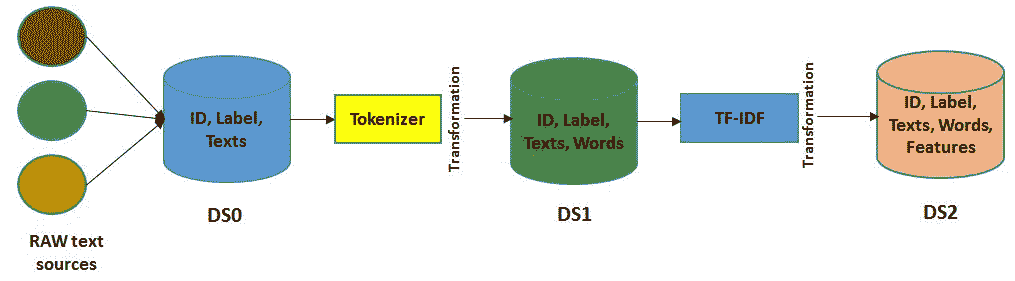 ID, Label,
Texts
DS0
RAW text
sources
Tokenizer
Transformation
ID, Label,
Texts, Words
DS1
TF-IDF
Transformation
ID, Label,
Texts, Words,
Features
DS2